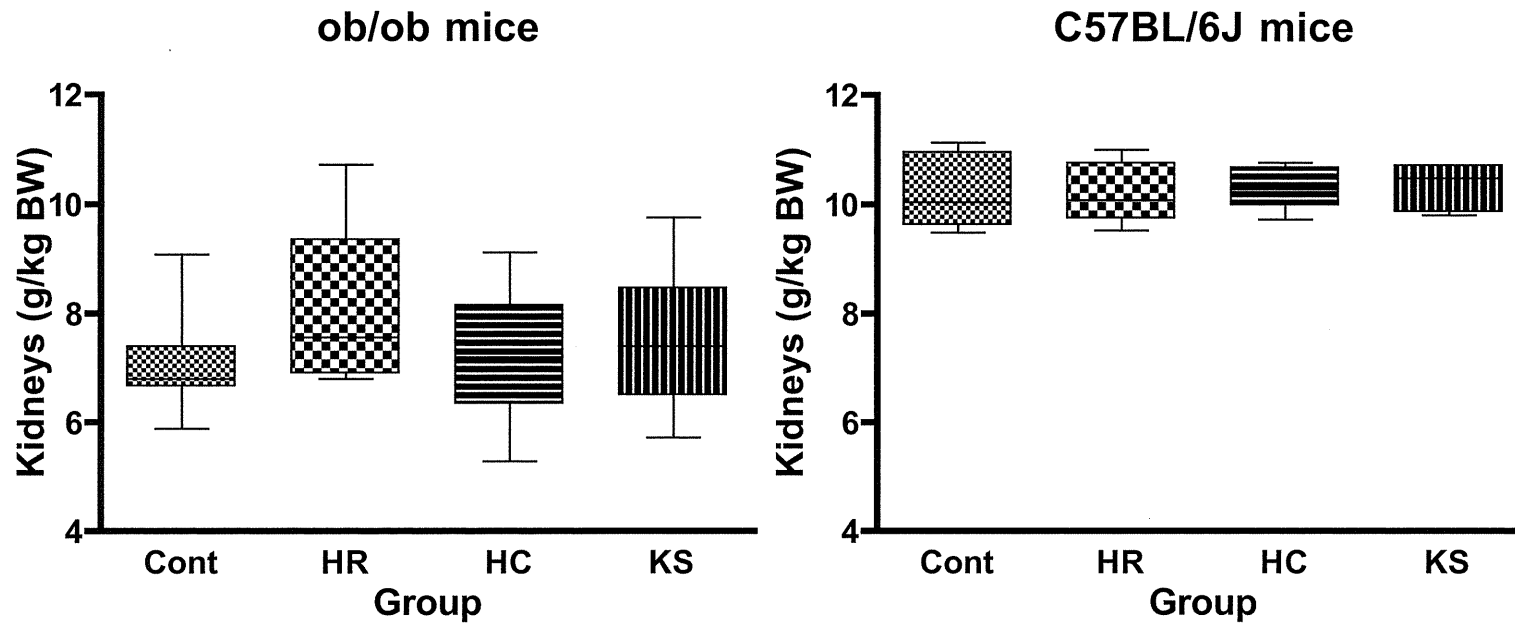 ob/ob mice
Kidneys (g/kg BW)
12
10
8
6
4
Cont HR HC KS
Group
C57BL/6J mice
Kidneys (g/kg BW)
12
10
8
6
4
Cont HR HC KS
Group